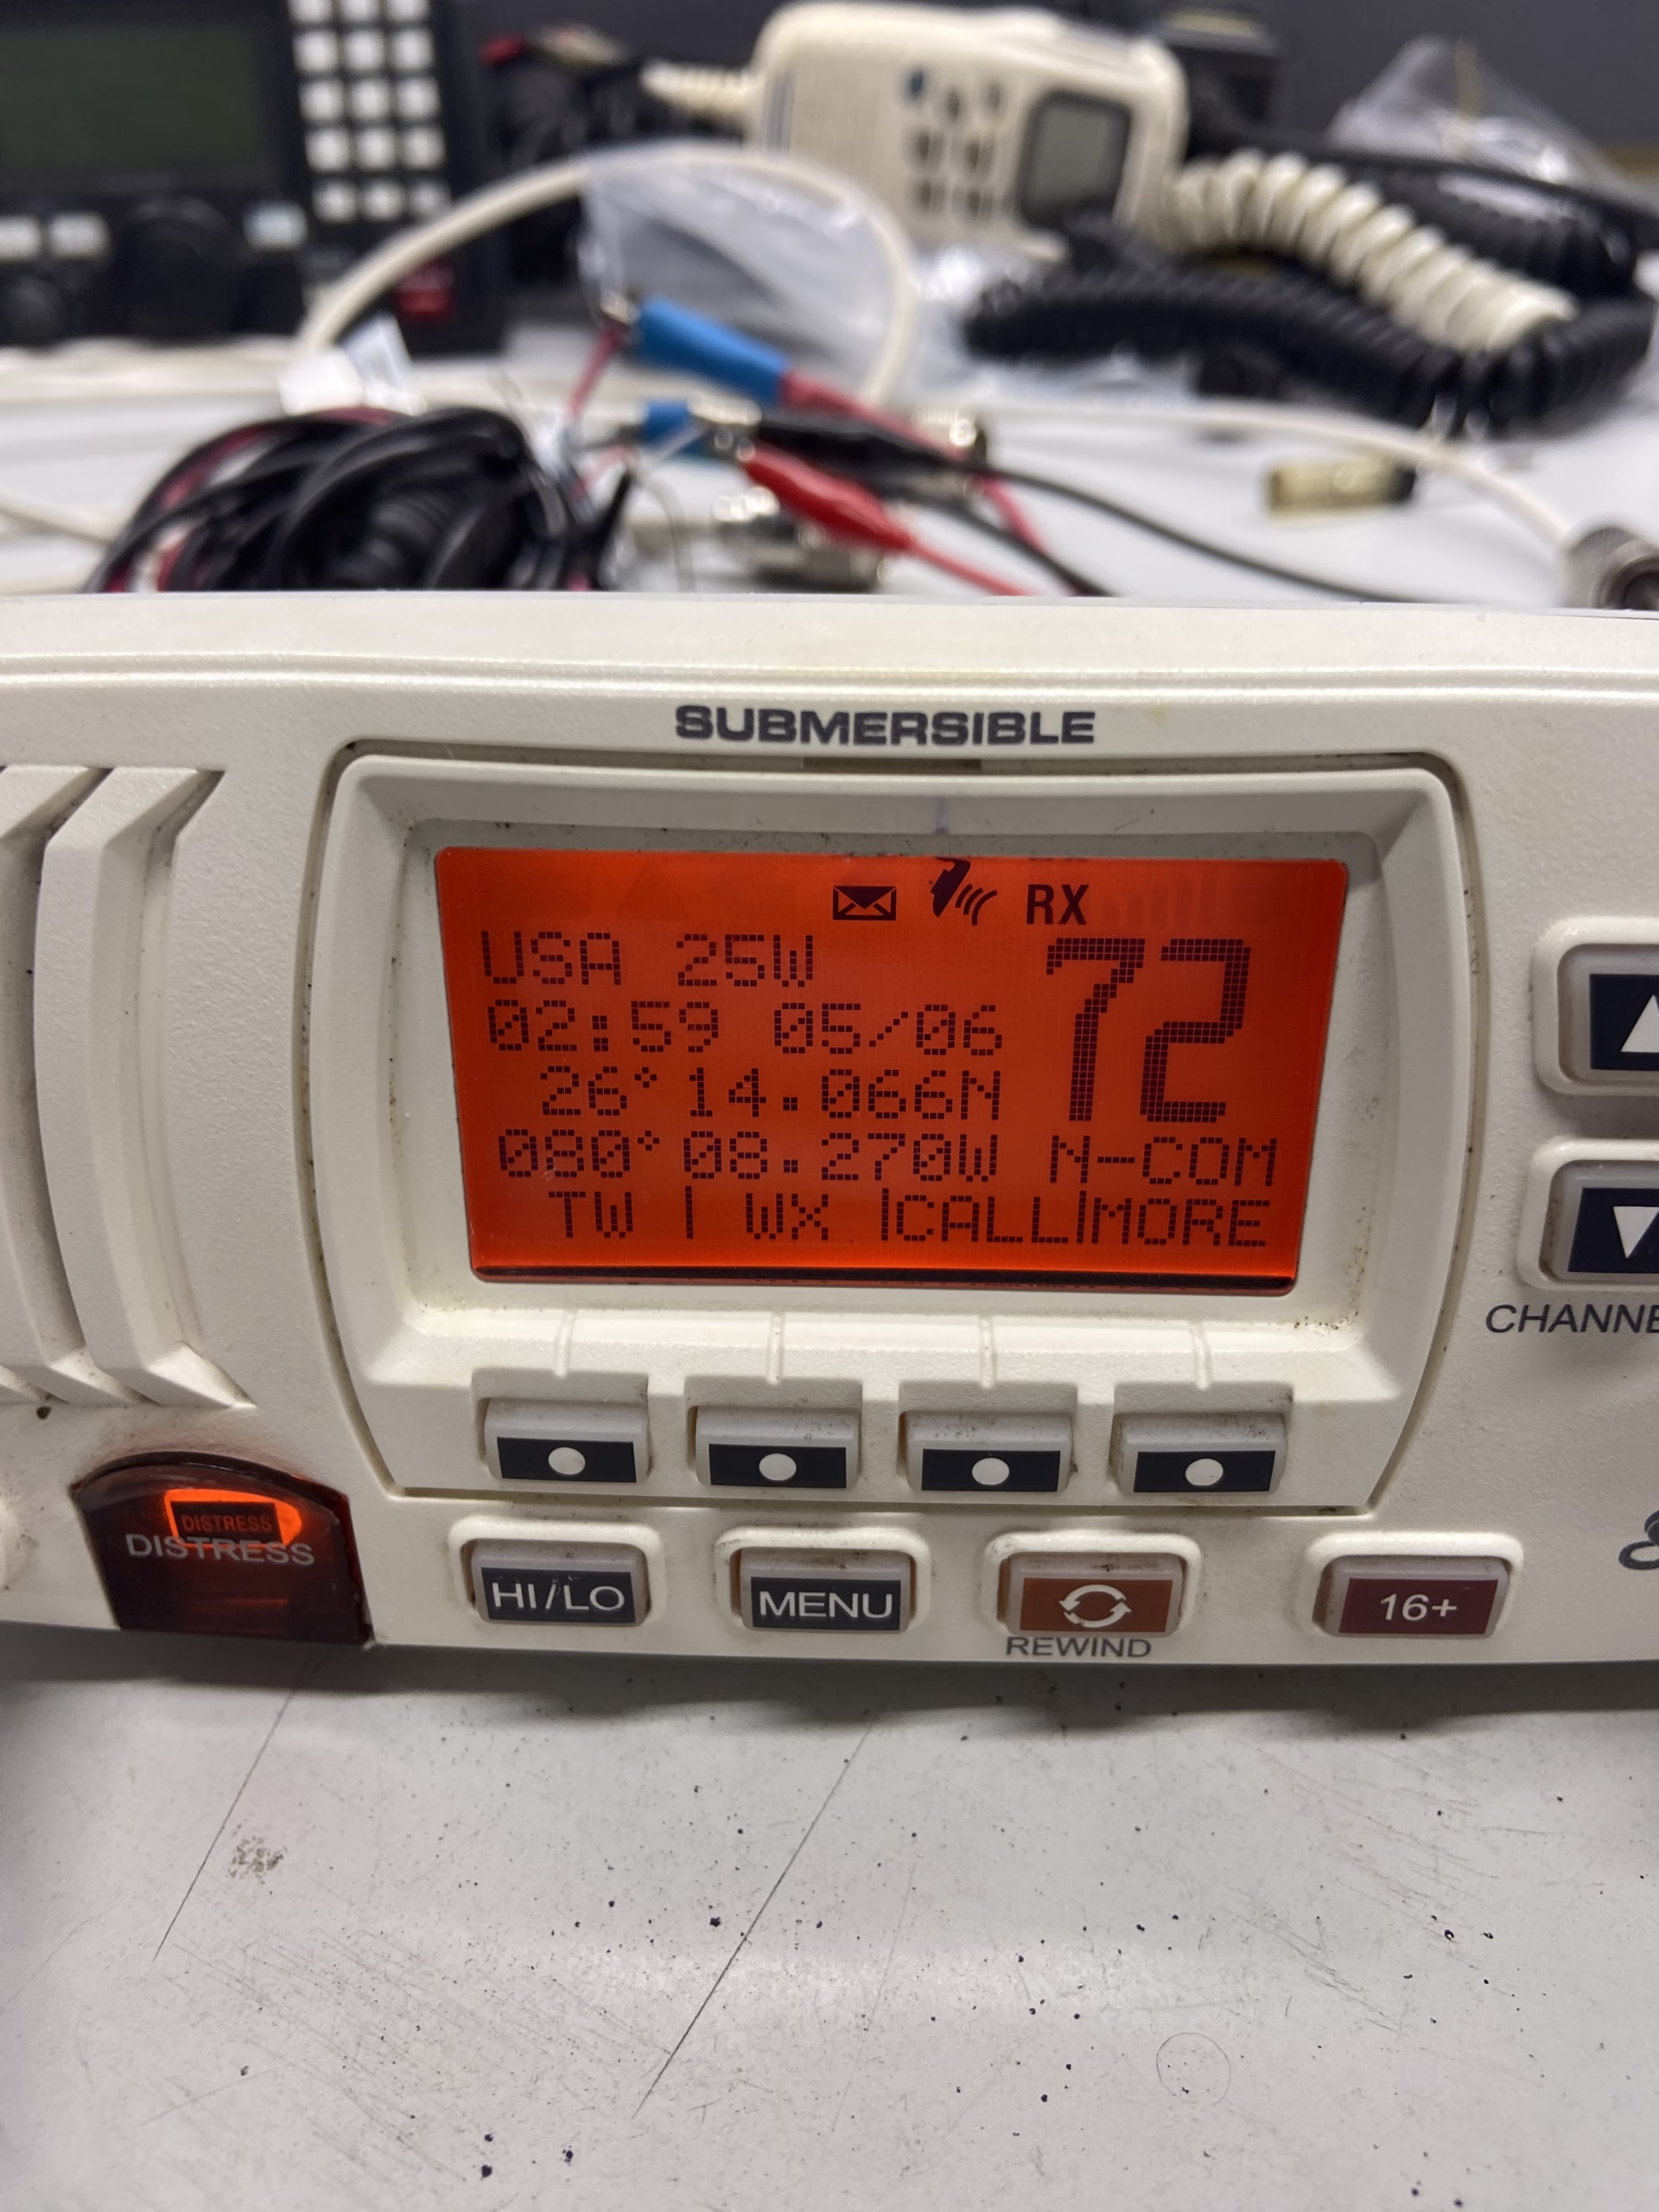 SUBMERSIBLE
RX
USA 25W
72
02:59 05/06
26°14.066N
080°08.270W N-COM
TW | WX |CALL|MORE
DISTRESS
DISTRESS
HI/LO
MENU
REWIND
16+